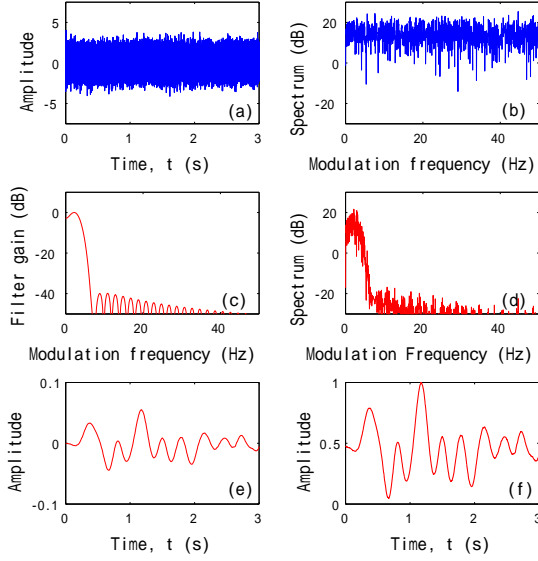 5
0
-5
Amplitude
(a)
0 1 2 3
Time, t (s)
20
0
-20
Spectrum (dB)
(b)
0 20 40
Modulation frequency (Hz)
0
-20
-40
Filter gain (dB)
(c)
0 20 40
Modulation frequency (Hz)
20
0
-20
Spectrum (dB)
(d)
0 20 40
Modulation Frequency (Hz)
0.1
0
-0.1
Amplitude
(e)
0 1 2 3
Time, t (s)
1
0.5
0
Amplitude
(f)
0 1 2 3
Time, t (s)